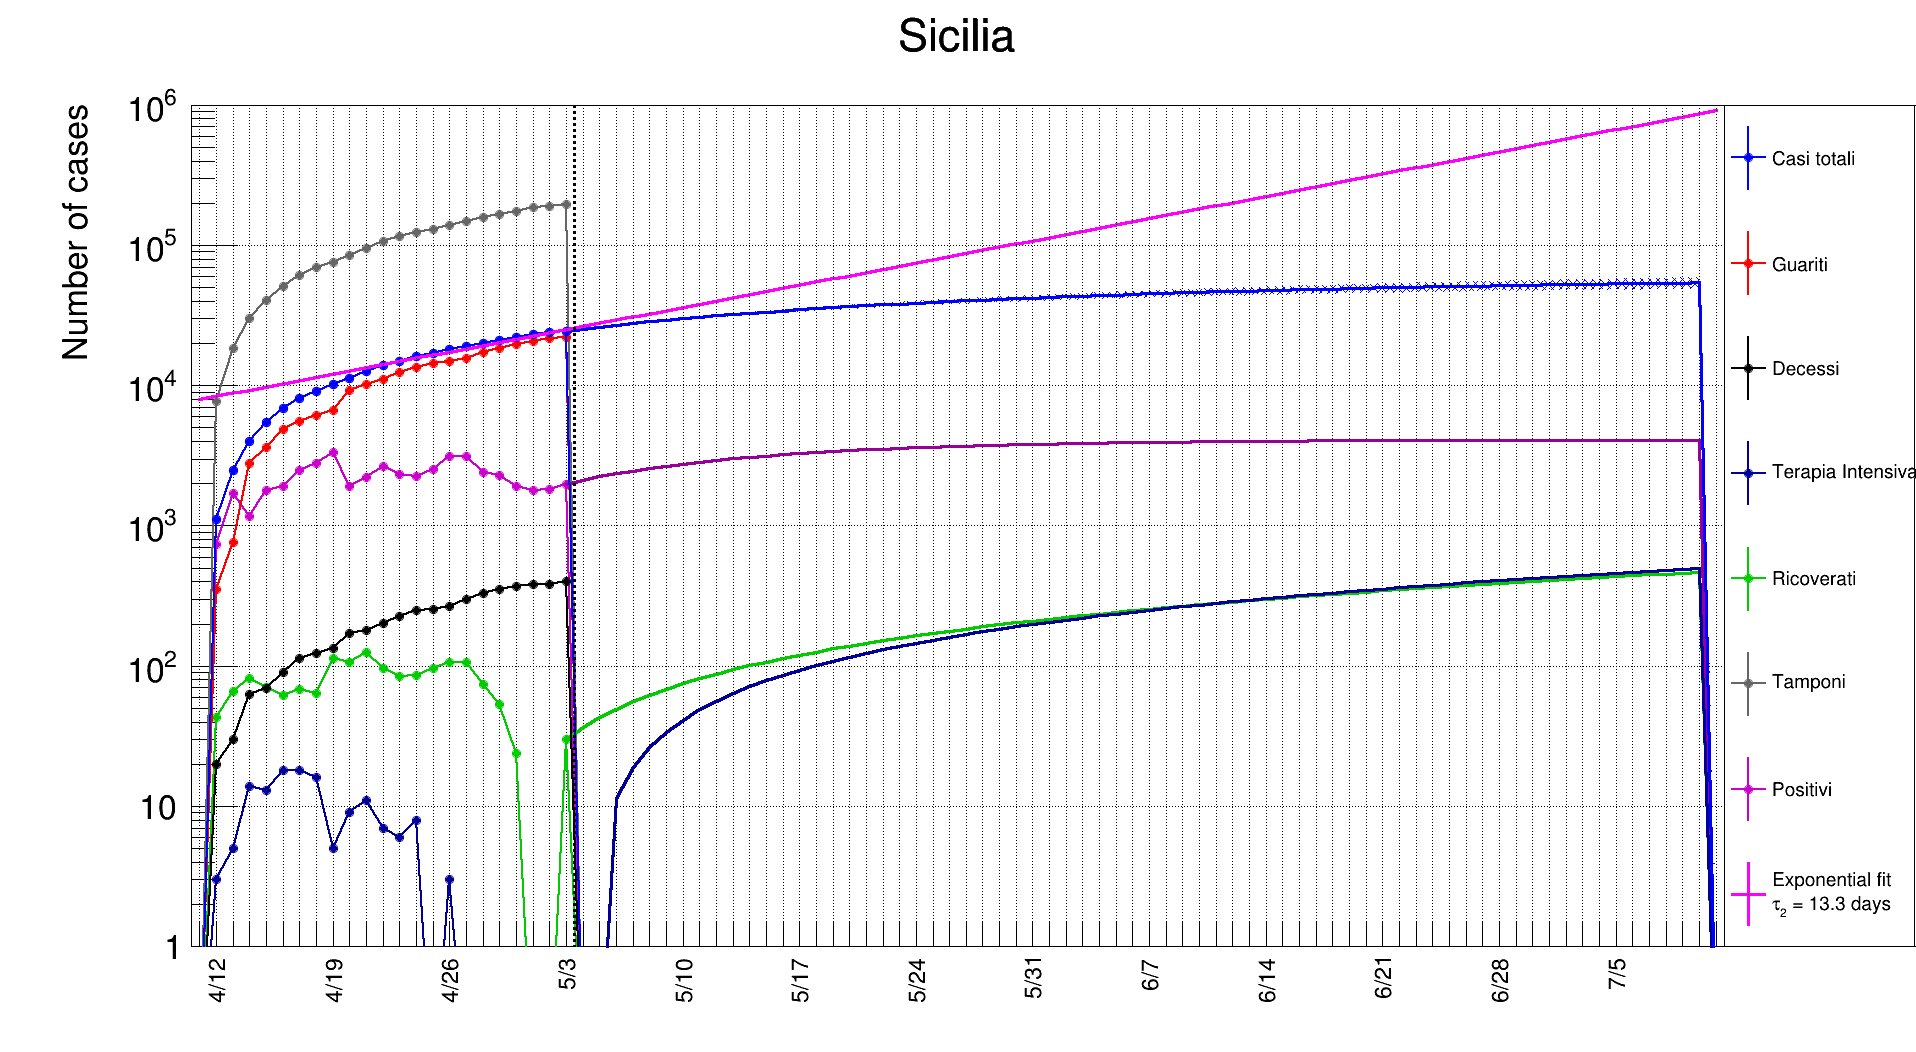 Sicilia
Number of cases
10^6
10^5
10^4
10^3
10^2
10
1
4/12
4/19
4/26
5/3
5/10
5/17
5/24
5/31
6/7
6/14
6/21
6/28
7/5
Casi totali
Guariti
Decessi
Terapia Intensiva
Ricoverati
Tamponi
Positivi
Exponential fit
τ₂ = 13.3 days